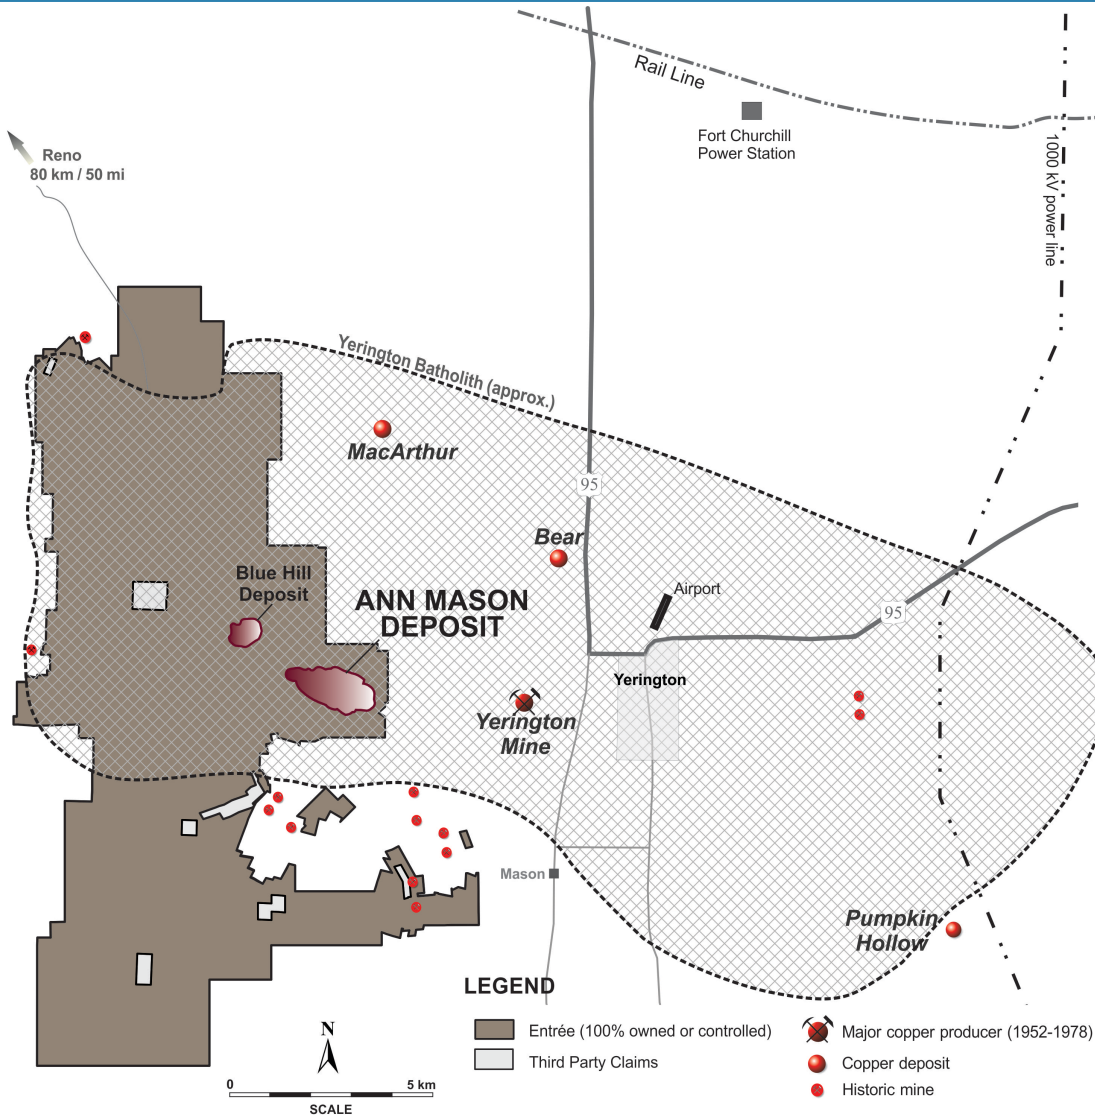 Rail Line
Fort Churchill
Power Station
1000 kV power line
Reno
80 km / 50 mi
Yerington Batholith (approx.)
MacArthur
95
Bear
Blue Hill
Deposit
ANN MASON
DEPOSIT
Airport
95
Yerington
Yerington
Mine
Mason
Pumpkin
Hollow
LEGEND
Entrée (100% owned or controlled)
Third Party Claims
Major copper producer (1952-1978)
Copper deposit
Historic mine
N
0 5 km
SCALE